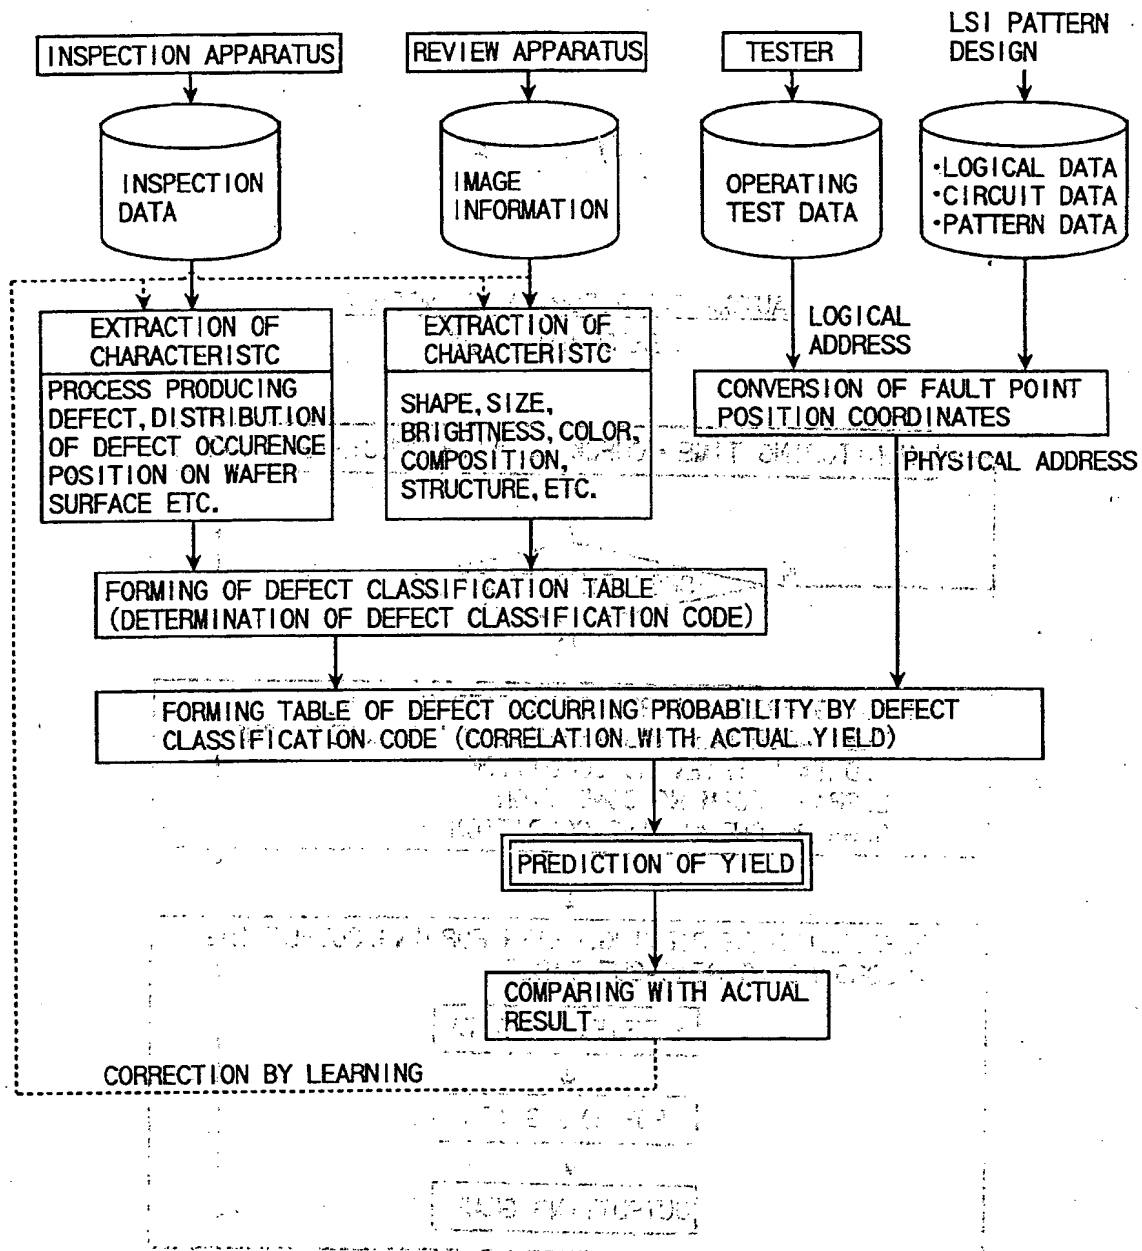 INSPECTION APPARATUS
REVIEW APPARATUS
TESTER
LSI PATTERN
DESIGN
INSPECTION
DATA
IMAGE
INFORMATION
OPERATING
TEST DATA
·LOGICAL DATA
·CIRCUIT DATA
·PATTERN DATA
EXTRACTION OF
CHARACTERISTC
PROCESS PRODUCING
DEFECT, DISTRIBUTION
OF DEFECT OCCURENCE
POSITION ON WAFER
SURFACE ETC.
EXTRACTION OF
CHARACTERISTC
SHAPE, SIZE,
BRIGHTNESS, COLOR,
COMPOSITION,
STRUCTURE, ETC.
LOGICAL
ADDRESS
CONVERSION OF FAULT POINT
POSITION COORDINATES
PHYSICAL ADDRESS
FORMING OF DEFECT CLASSIFICATION TABLE
(DETERMINATION OF DEFECT CLASSIFICATION CODE)
FORMING TABLE OF DEFECT OCCURRING PROBABILITY BY DEFECT
CLASSIFICATION CODE (CORRELATION WITH ACTUAL YIELD)
PREDICTION OF YIELD
COMPARING WITH ACTUAL
RESULT
CORRECTION BY LEARNING